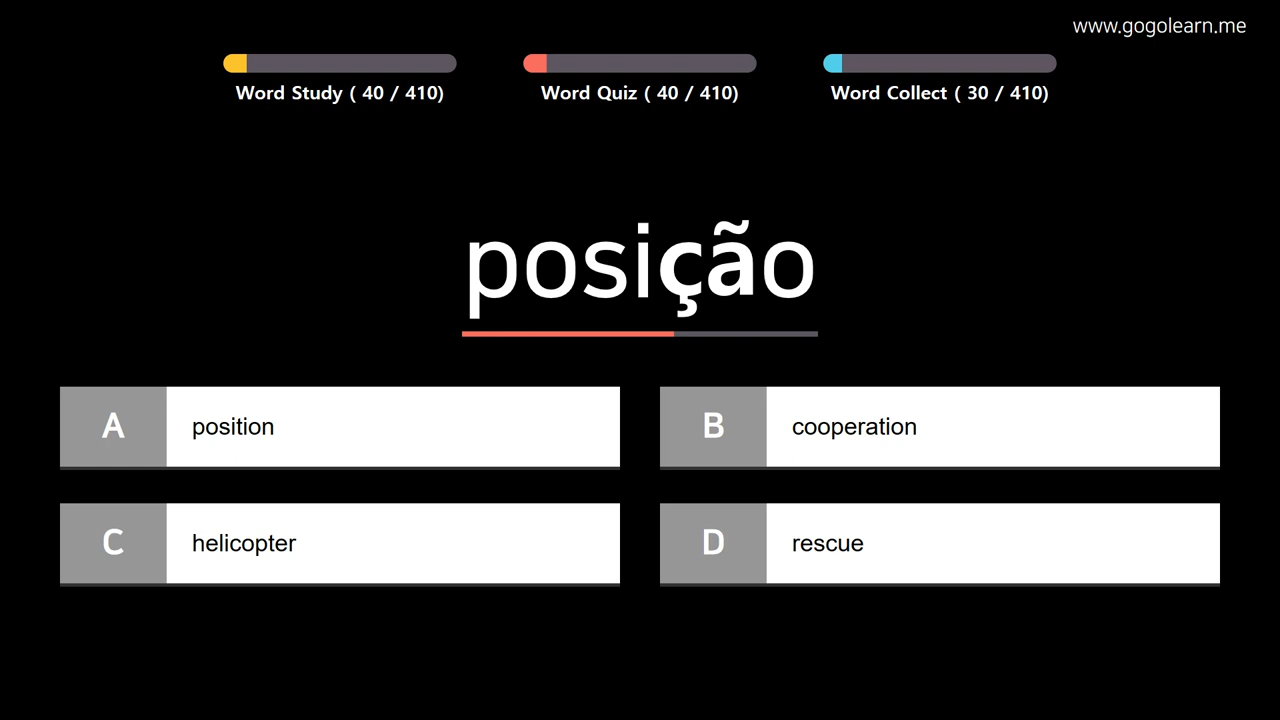 www.gogolearn.me
Word Study ( 40 / 410)
Word Quiz ( 40 / 410)
Word Collect ( 30 / 410)
posição
A position
B cooperation
C helicopter
D rescue